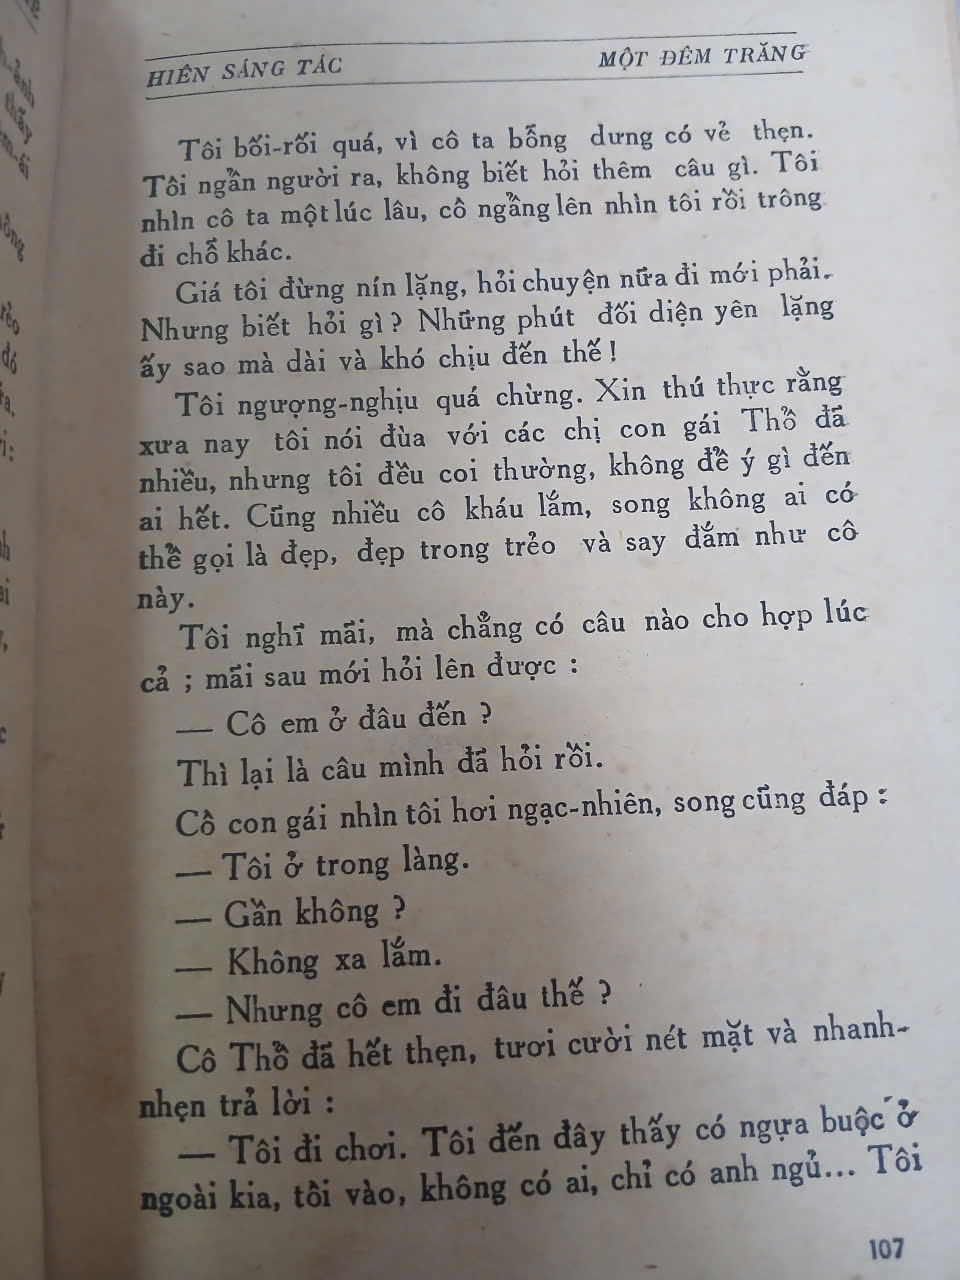 HIÊN SÁNG TÁC MỘT ĐÊM TRĂNG
Tôi bối-rối quá, vì cô ta bỗng dưng có vẻ thẹn.
Tôi ngẩn người ra, không biết hỏi thêm câu gì. Tôi
nhìn cô ta một lúc lâu, cô ngẩng lên nhìn tôi rồi trông
đi chổ khác.
Giá tôi đừng nín lặng, hỏi chuyện nữa đi mới phải.
Nhưng biết hỏi gì ? Những phút đối diện yên lặng
ấy sao mà dài và khó chịu đến thế !
Tôi ngượng-nghịu quá chừng. Xin thú thực rằng
xưa nay tôi nói đùa với các chị con gái Thổ đã
nhiều, nhưng tôi đều coi thường, không để ý gì đến
ai hết. Cũng nhiều cô kháu lắm, song không ai có
thể gọi là đẹp, đẹp trong trẻo và say đắm như cô
này.
Tôi nghĩ mãi, mà chẳng có câu nào cho hợp lúc
cả ; mãi sau mới hỏi lên được :
— Cô em ở đâu đến ?
Thì lại là câu mình đã hỏi rồi.
Cô con gái nhìn tôi hơi ngạc-nhiên, song cũng đáp :
— Tôi ở trong làng.
— Gần không ?
— Không xa lắm.
— Nhưng cô em đi đâu thế ?
Cô Thổ đã hết thẹn, tươi cười nét mặt và nhanh-
nhẹn trả lời :
— Tôi đi chơi. Tôi đến đây thấy có ngựa buộc ở
ngoài kia, tôi vào, không có ai, chỉ có anh ngủ... Tôi
107